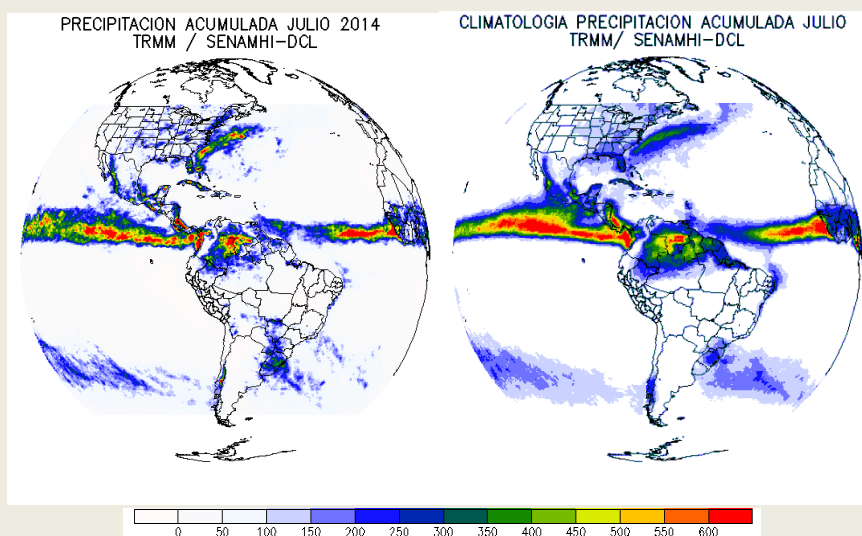 PRECIPITACION ACUMULADA JULIO 2014
TRMM / SENAMHI-DCL
CLIMATOLOGIA PRECIPITACION ACUMULADA JULIO
TRMM/ SENAMHI-DCL
0 50 100 150 200 250 300 350 400 450 500 550 600